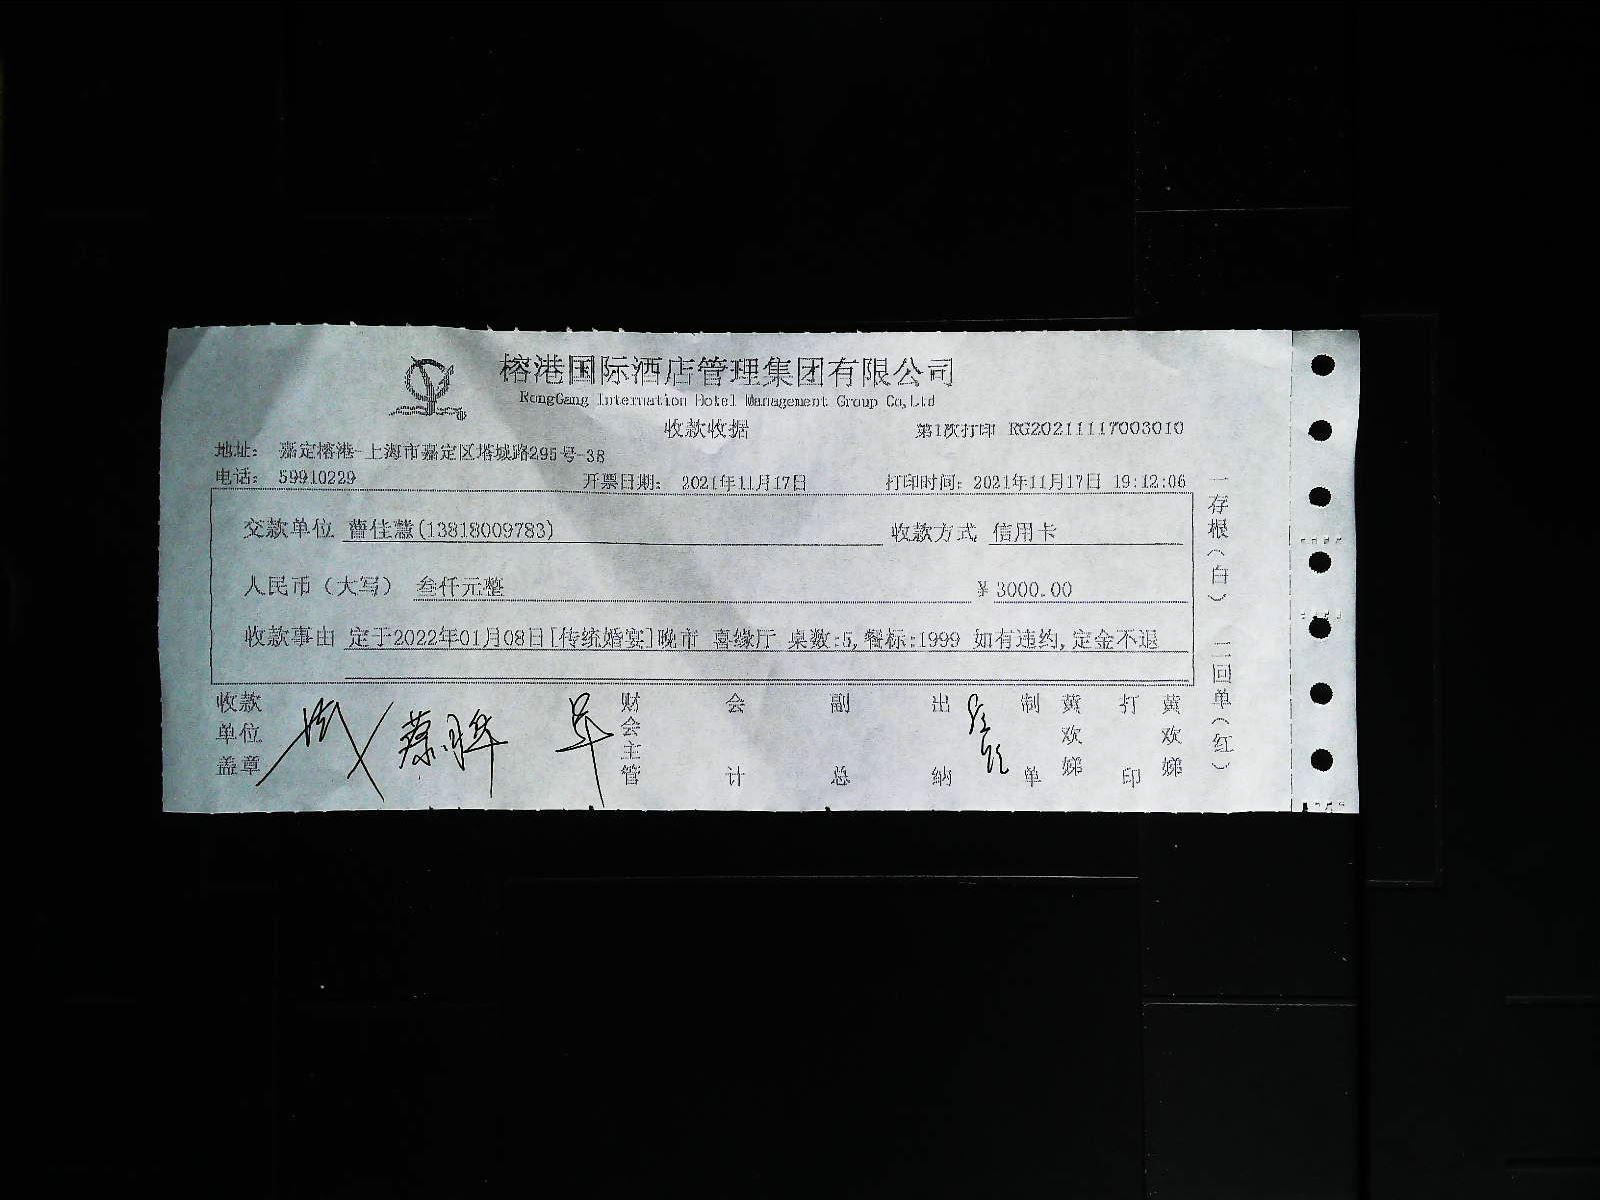 榕港国际酒店管理集团有限公司
RongGang Internation Hotel Management Group Co,Ltd
收款收据
第1次打印 RG20211117003010
地址： 嘉定榕港-上海市嘉定区塔城路295号-3B
电话： 59910229 开票日期： 2021年11月17日 打印时间：2021年11月17日 19:12:06
交款单位 曹佳慧(13818009783) 收款方式 信用卡
人民币（大写） 叁仟元整 ¥3000.00
收款事由 定于2022年01月08日[传统婚宴]晚市 喜缘厅 桌数:5,餐标:1999 如有违约,定金不退
收款单位盖章 财会主管 会计 副总 出纳 制单 黄欢娣 打印 黄欢娣
一存根（白） 二回单（红）